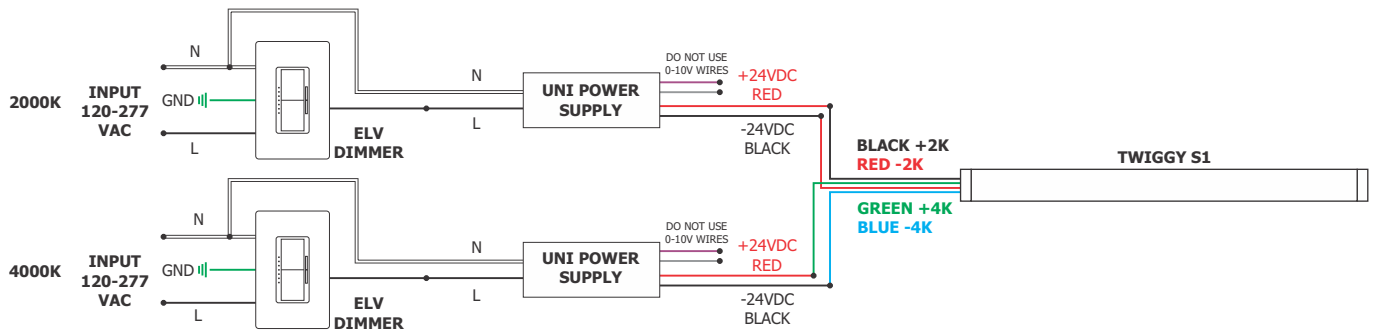 2000K
INPUT
120-277
VAC
N
GND
L
ELV
DIMMER
N
L
UNI POWER
SUPPLY
DO NOT USE
0-10V WIRES
+24VDC
RED
-24VDC
BLACK
BLACK +2K
RED -2K
GREEN +4K
BLUE -4K
TWIGGY S1
4000K
INPUT
120-277
VAC
N
GND
L
ELV
DIMMER
N
L
UNI POWER
SUPPLY
DO NOT USE
0-10V WIRES
+24VDC
RED
-24VDC
BLACK